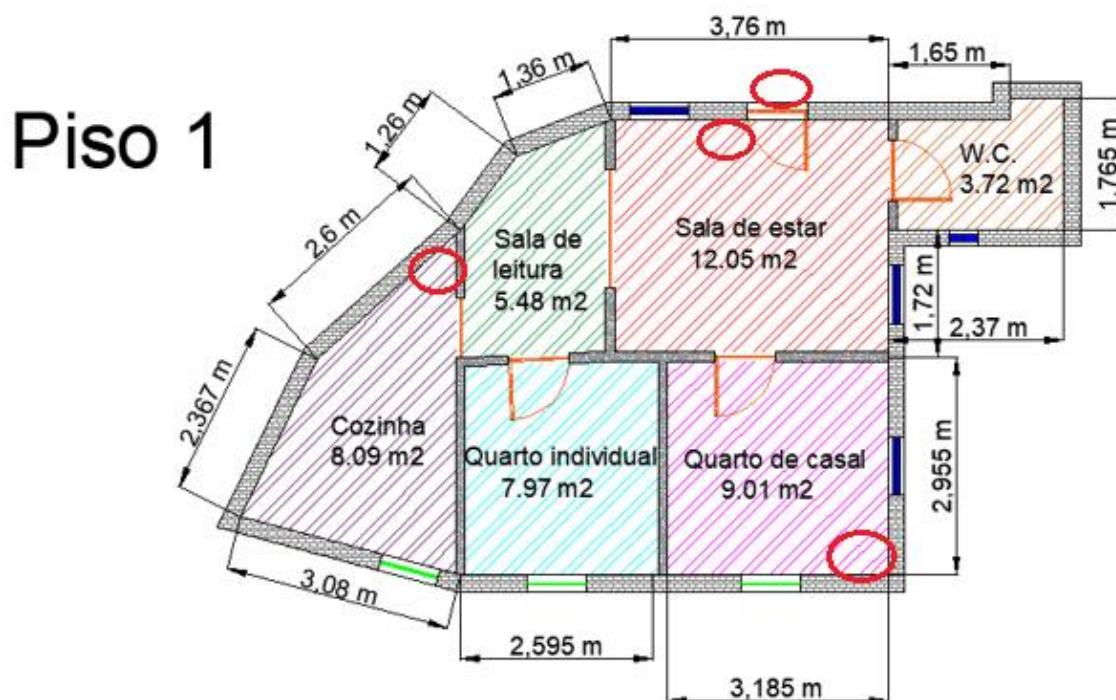 Piso 1
3,76 m
1,65 m
1,36 m
1,26 m
2,6 m
2,367 m
3,08 m
2,595 m
3,185 m
2,955 m
1,72 m
2,37 m
1,765 m
W.C.
3.72 m2
Sala de estar
12.05 m2
Sala de
leitura
5.48 m2
Cozinha
8.09 m2
Quarto individual
7.97 m2
Quarto de casal
9.01 m2